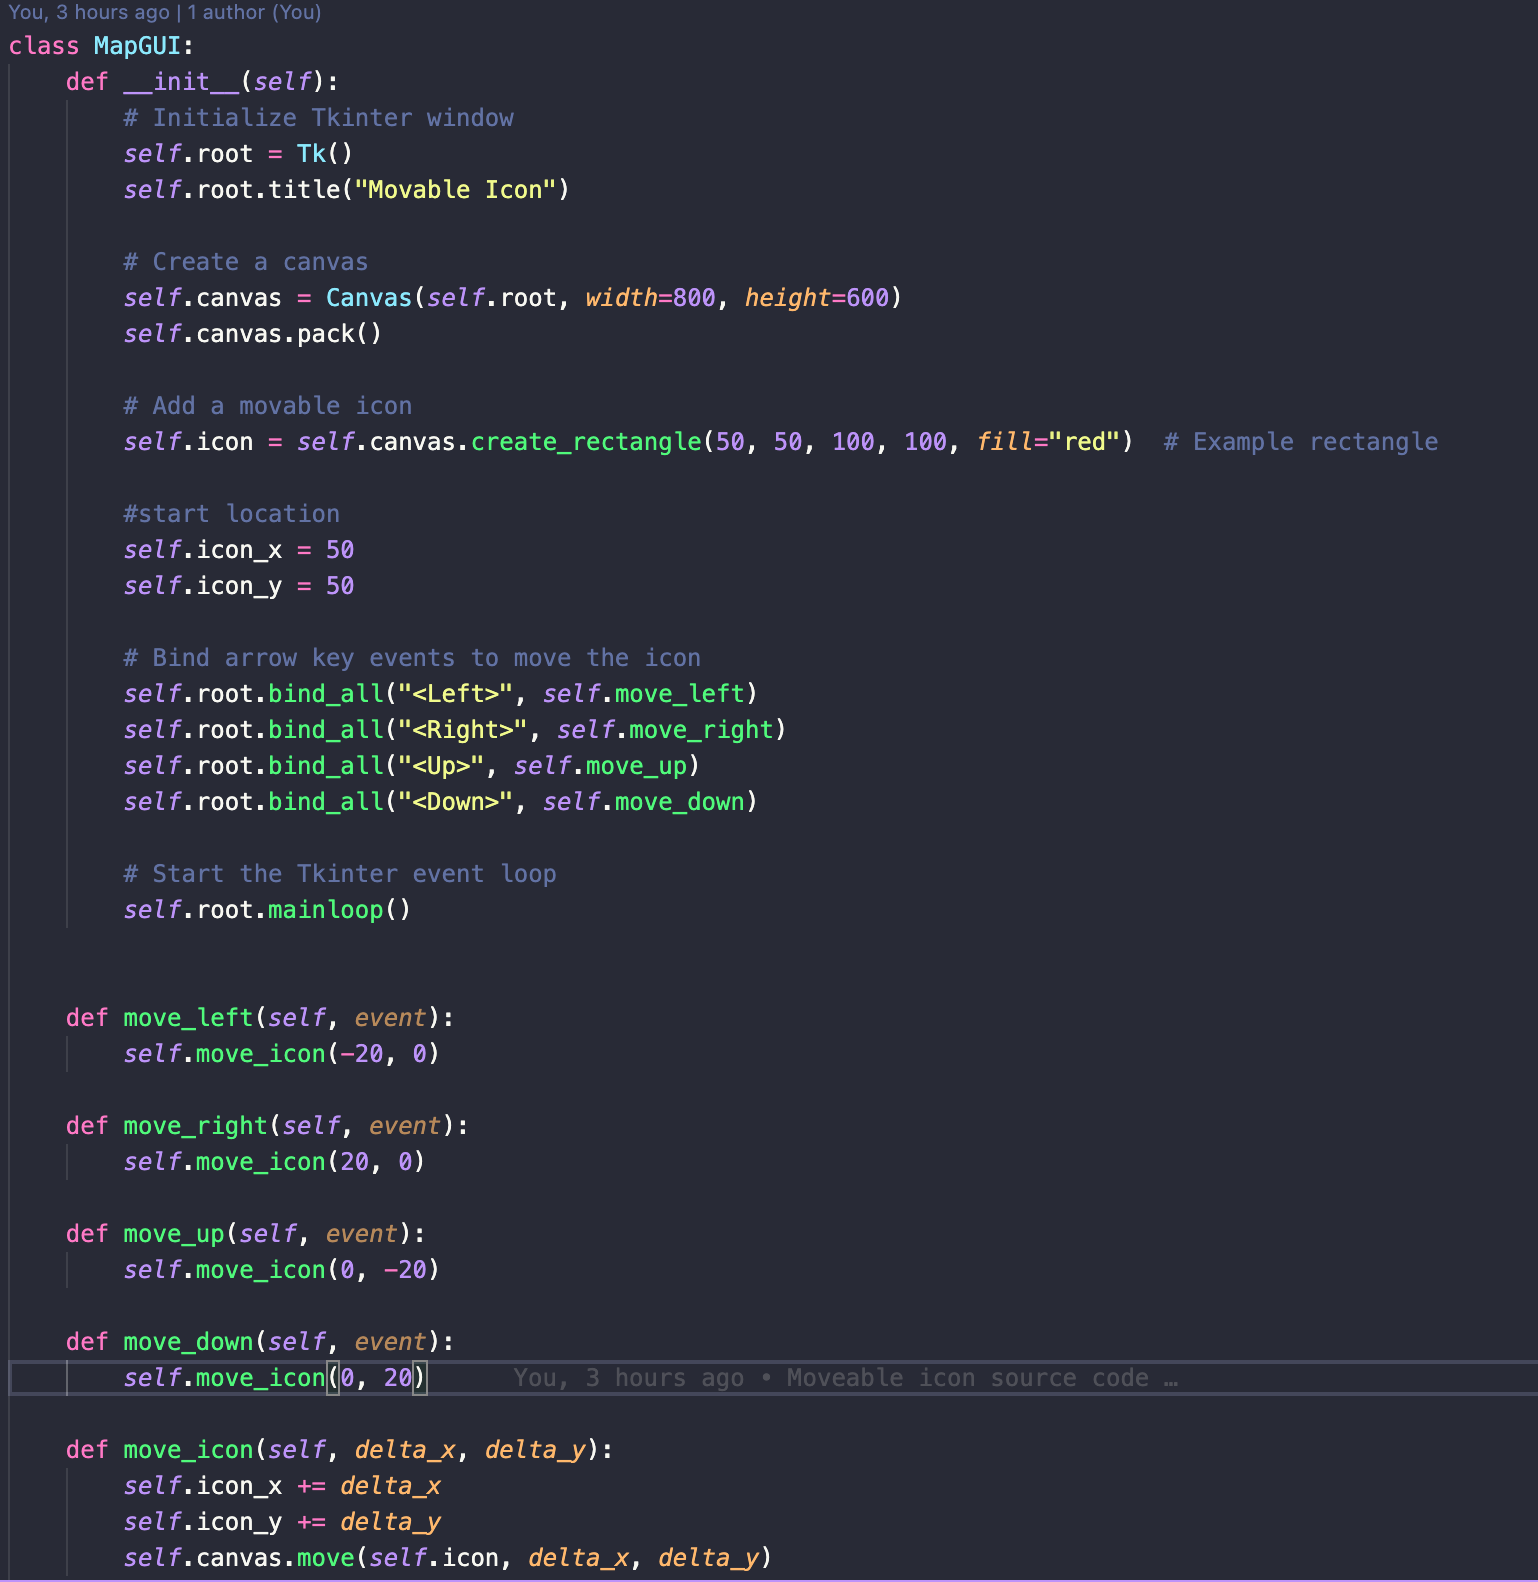 You, 3 hours ago | 1 author (You)
class MapGUI:
    def __init__(self):
        # Initialize Tkinter window
        self.root = Tk()
        self.root.title("Movable Icon")

        # Create a canvas
        self.canvas = Canvas(self.root, width=800, height=600)
        self.canvas.pack()

        # Add a movable icon
        self.icon = self.canvas.create_rectangle(50, 50, 100, 100, fill="red")  # Example rectangle

        #start location
        self.icon_x = 50
        self.icon_y = 50

        # Bind arrow key events to move the icon
        self.root.bind_all("<Left>", self.move_left)
        self.root.bind_all("<Right>", self.move_right)
        self.root.bind_all("<Up>", self.move_up)
        self.root.bind_all("<Down>", self.move_down)

        # Start the Tkinter event loop
        self.root.mainloop()


    def move_left(self, event):
        self.move_icon(-20, 0)

    def move_right(self, event):
        self.move_icon(20, 0)

    def move_up(self, event):
        self.move_icon(0, -20)

    def move_down(self, event):
        self.move_icon(0, 20)      You, 3 hours ago • Moveable icon source code …

    def move_icon(self, delta_x, delta_y):
        self.icon_x += delta_x
        self.icon_y += delta_y
        self.canvas.move(self.icon, delta_x, delta_y)